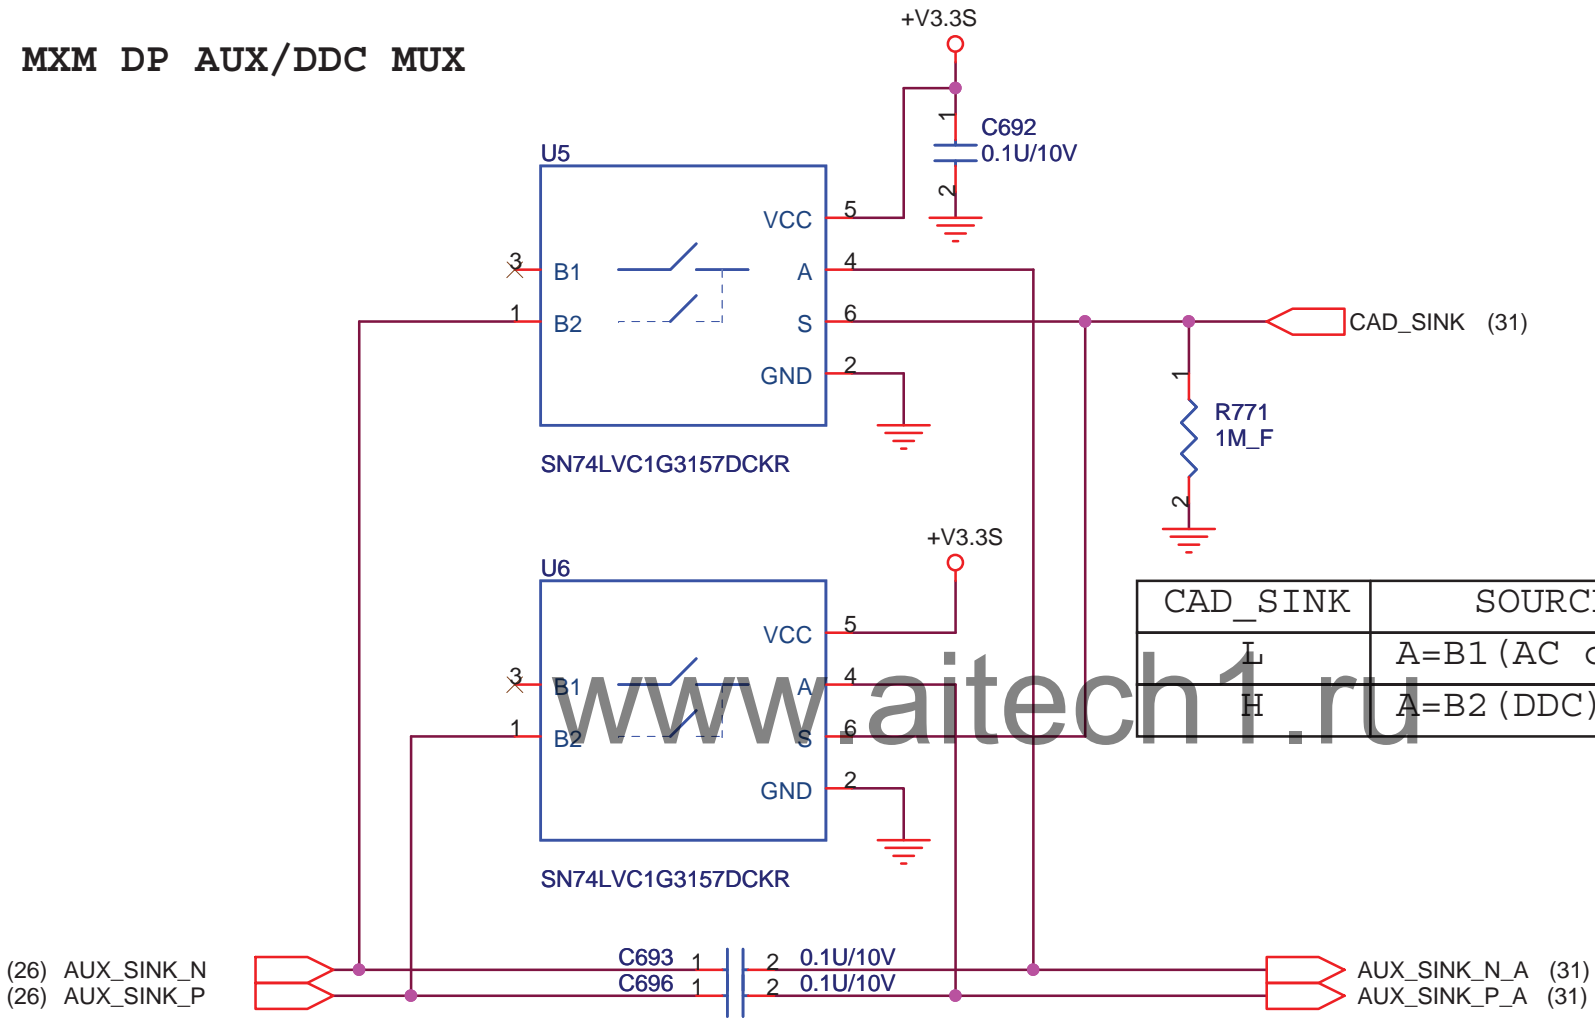 MXM DP AUX/DDC MUX
+V3.3S
1
C692
0.1U/10V
2
U5
VCC 5
3 B1
A 4
1 B2
S 6
CAD_SINK (31)
GND 2
1
R771
1M_F
2
SN74LVC1G3157DCKR
+V3.3S
U6
VCC 5
3 B1
A 4
1 B2
S 6
GND 2
CAD_SINK
L A=B1(AC
H A=B2(DDC)
www.aitech1.ru
SN74LVC1G3157DCKR
(26) AUX_SINK_N
C693 1 2 0.1U/10V
AUX_SINK_N_A (31)
(26) AUX_SINK_P
C696 1 2 0.1U/10V
AUX_SINK_P_A (31)